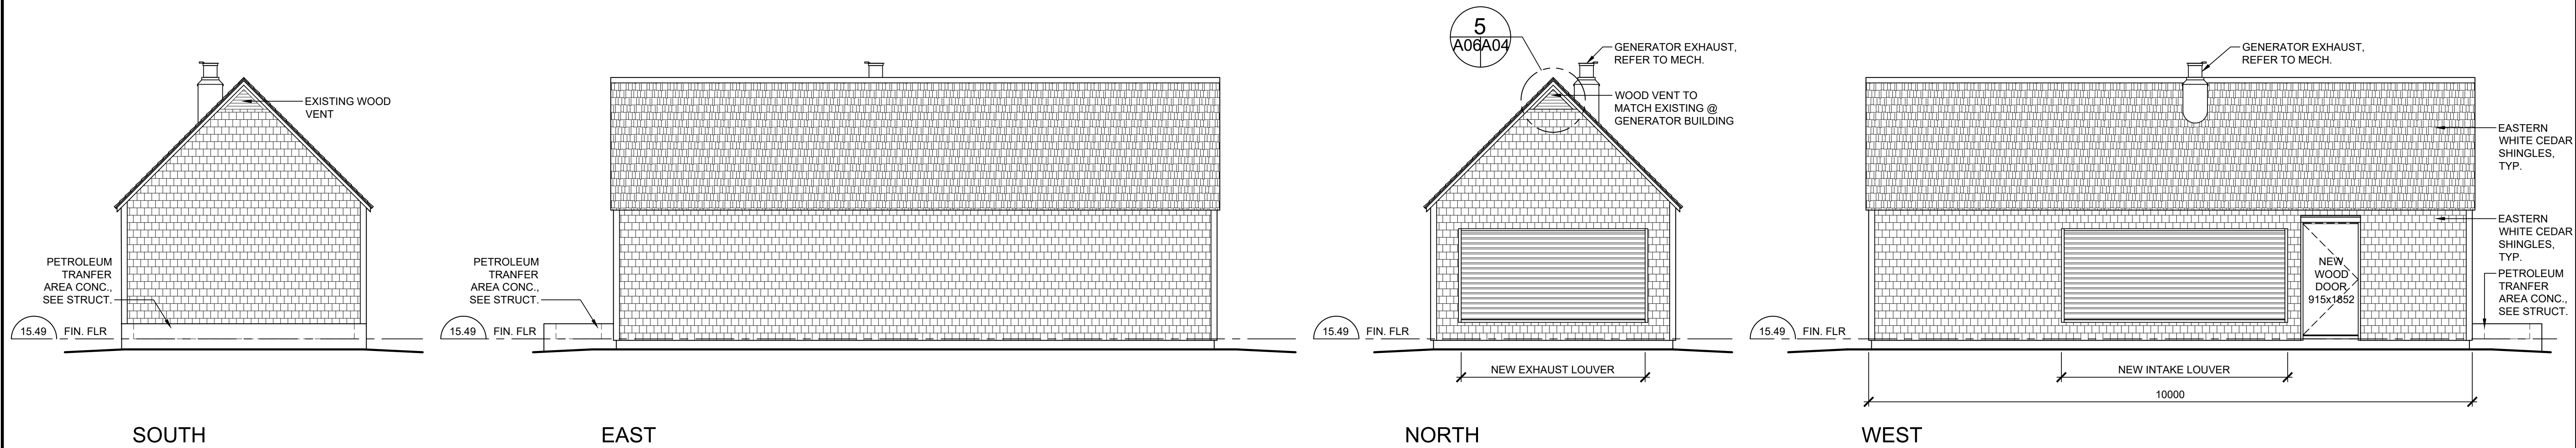 EXISTING WOOD
VENT
PETROLEUM
TRANFER
AREA CONC.,
SEE STRUCT.
15.49 FIN. FLR
SOUTH
PETROLEUM
TRANFER
AREA CONC.,
SEE STRUCT.
15.49 FIN. FLR
EAST
5
A06 A04
GENERATOR EXHAUST,
REFER TO MECH.
WOOD VENT TO
MATCH EXISTING @
GENERATOR BUILDING
15.49 FIN. FLR
NEW EXHAUST LOUVER
NORTH
GENERATOR EXHAUST,
REFER TO MECH.
EASTERN
WHITE CEDAR
SHINGLES,
TYP.
EASTERN
WHITE CEDAR
SHINGLES,
TYP.
NEW
WOOD
DOOR
915x1852
PETROLEUM
TRANFER
AREA CONC.,
SEE STRUCT.
15.49 FIN. FLR
NEW INTAKE LOUVER
10000
WEST